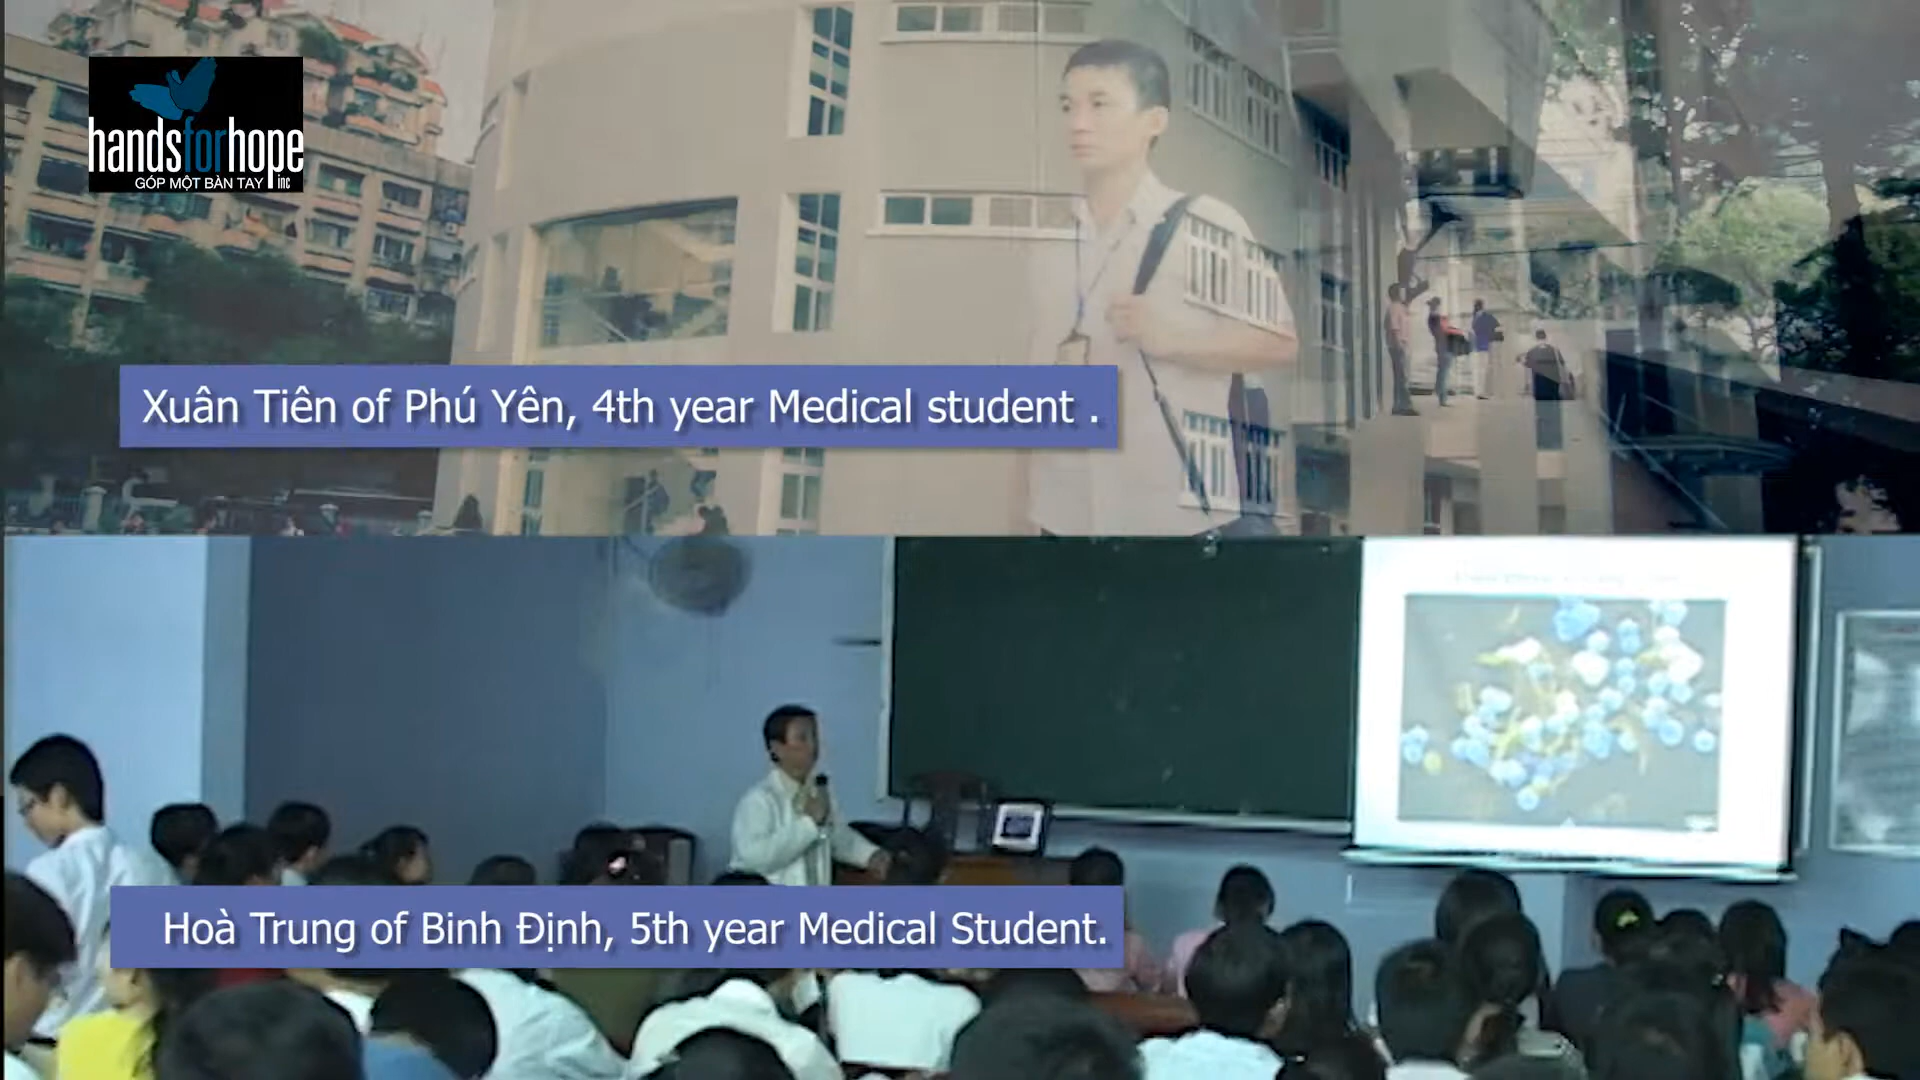 handsforhope
GÓP MỘT BÀN TAY inc
Xuân Tiên of Phú Yên, 4th year Medical student .
Hoà Trung of Binh Định, 5th year Medical Student.